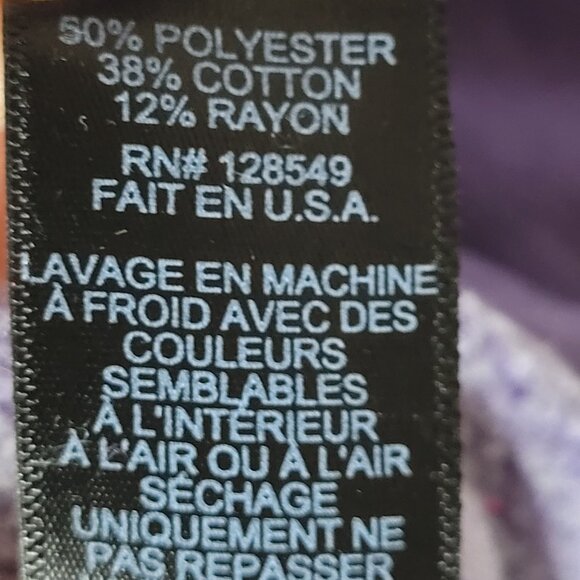 50% POLYESTER
38% COTTON
12% RAYON
RN# 128549
FAIT EN U.S.A.
LAVAGE EN MACHINE
À FROID AVEC DES
COULEURS
SEMBLABLES
À L'INTÉRIEUR
À L'AIR OU À L'AIR
SÉCHAGE
UNIQUEMENT NE
PAS REPASSER